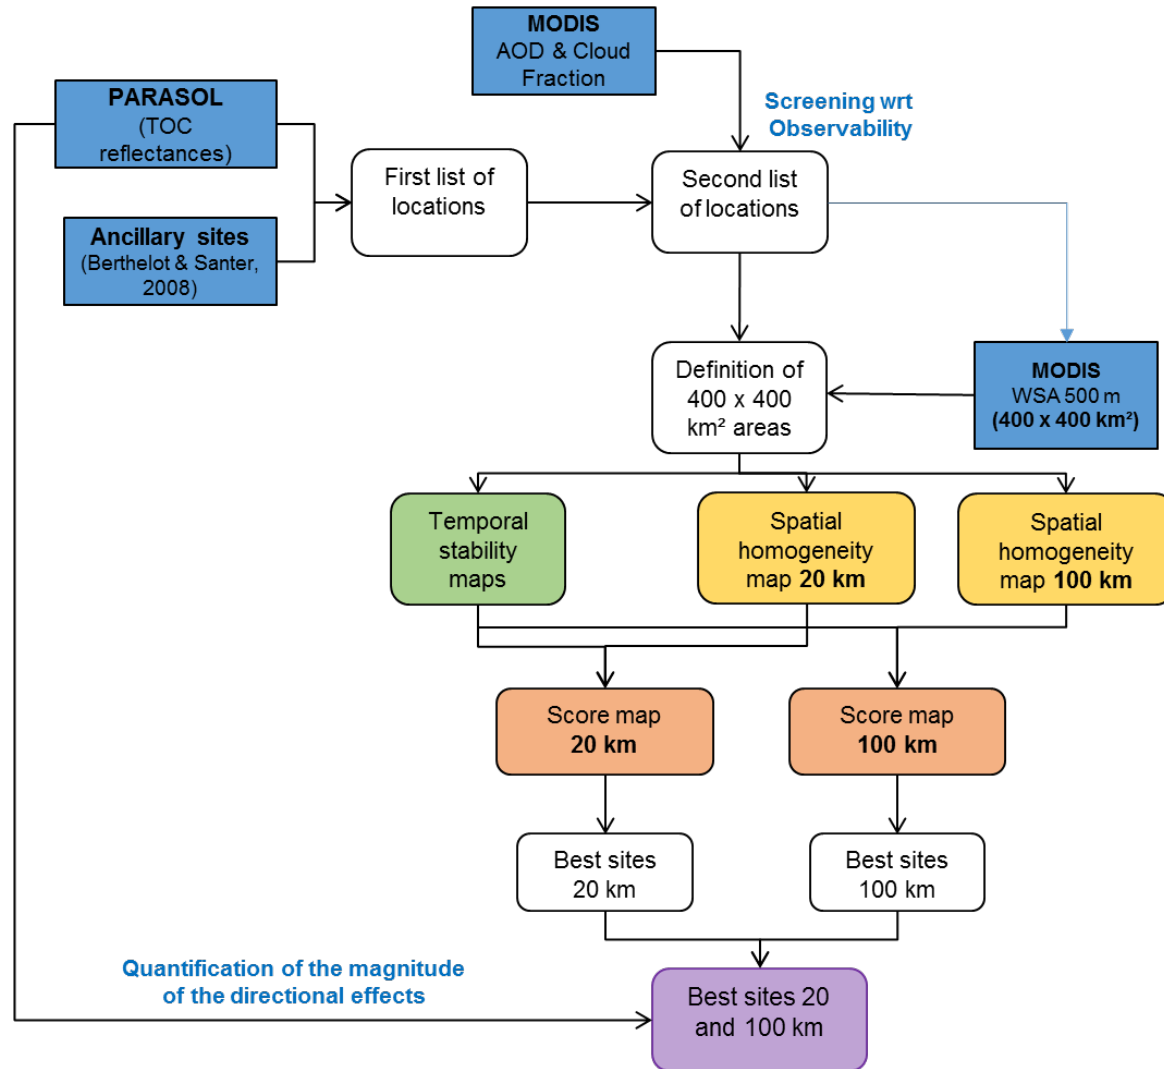 MODIS
AOD & Cloud
Fraction
PARASOL
(TOC
reflectances)
Screening wrt
Observability
First list of
locations
Second list
of locations
Ancillary sites
(Berthelot & Santer,
2008)
Definition of
400 x 400
km² areas
MODIS
WSA 500 m
(400 x 400 km²)
Temporal
stability
maps
Spatial
homogeneity
map 20 km
Spatial
homogeneity
map 100 km
Score map
20 km
Score map
100 km
Best sites
20 km
Best sites
100 km
Quantification of the magnitude
of the directional effects
Best sites 20
and 100 km